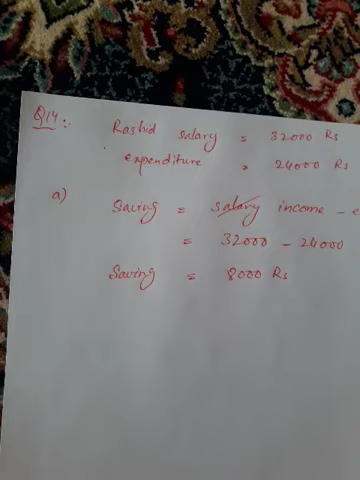 Q14:.
Rashid salary = 32000 Rs
expenditure = 24000 Rs
a) Saving = salary income - e
= 32000 - 24000
Saving = 8000 Rs